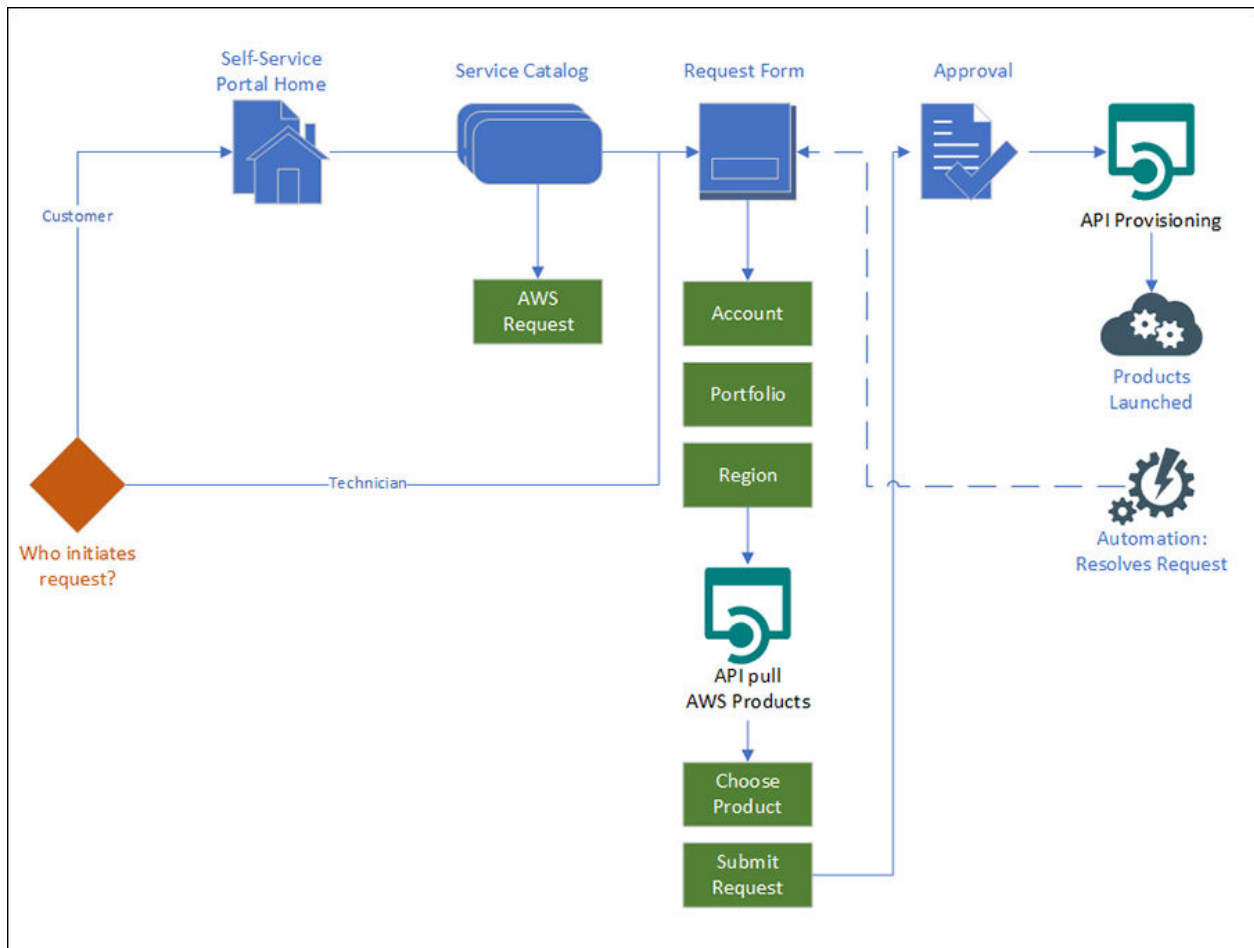 Self-Service
Portal Home
Service Catalog
Request Form
Approval
Customer
API Provisioning
AWS
Request
Account
Portfolio
Region
Products
Launched
Technician
Who initiates
request?
Automation:
Resolves Request
API pull
AWS Products
Choose
Product
Submit
Request